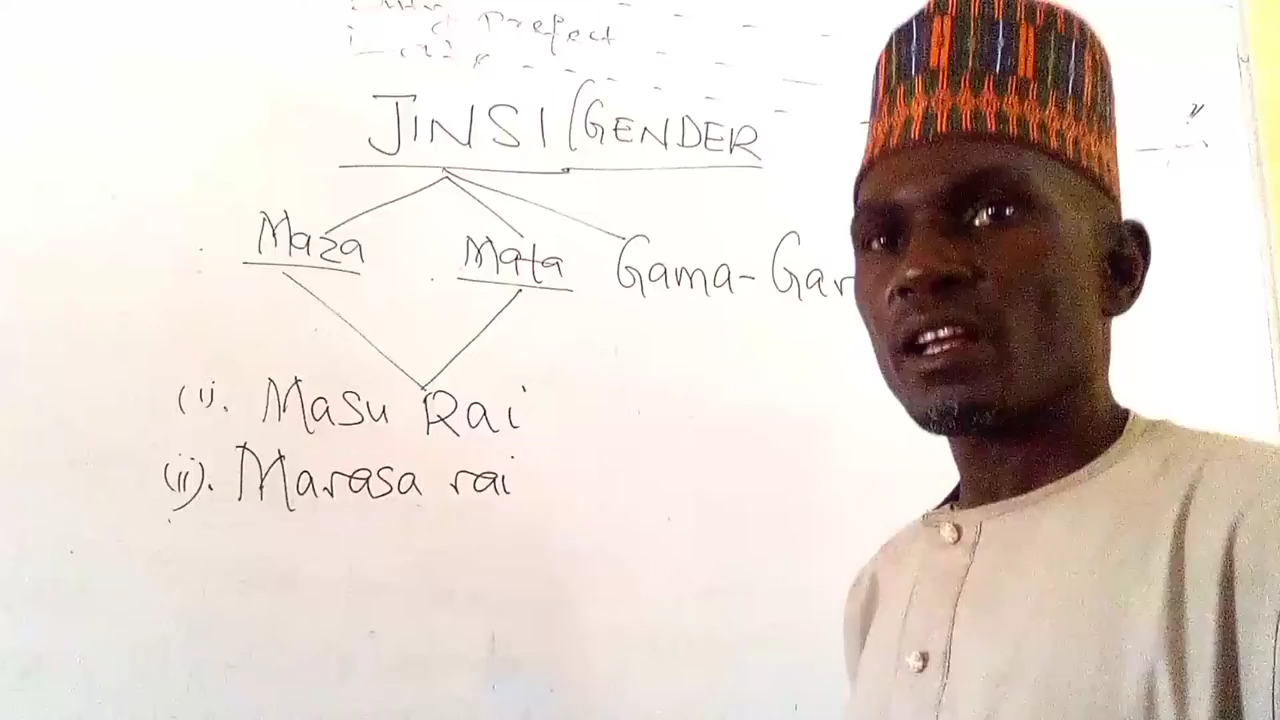 Prefect
JINSI/GENDER
Maza Mata Gama-Gar
(i). Masu Rai
(ii). Marasa rai